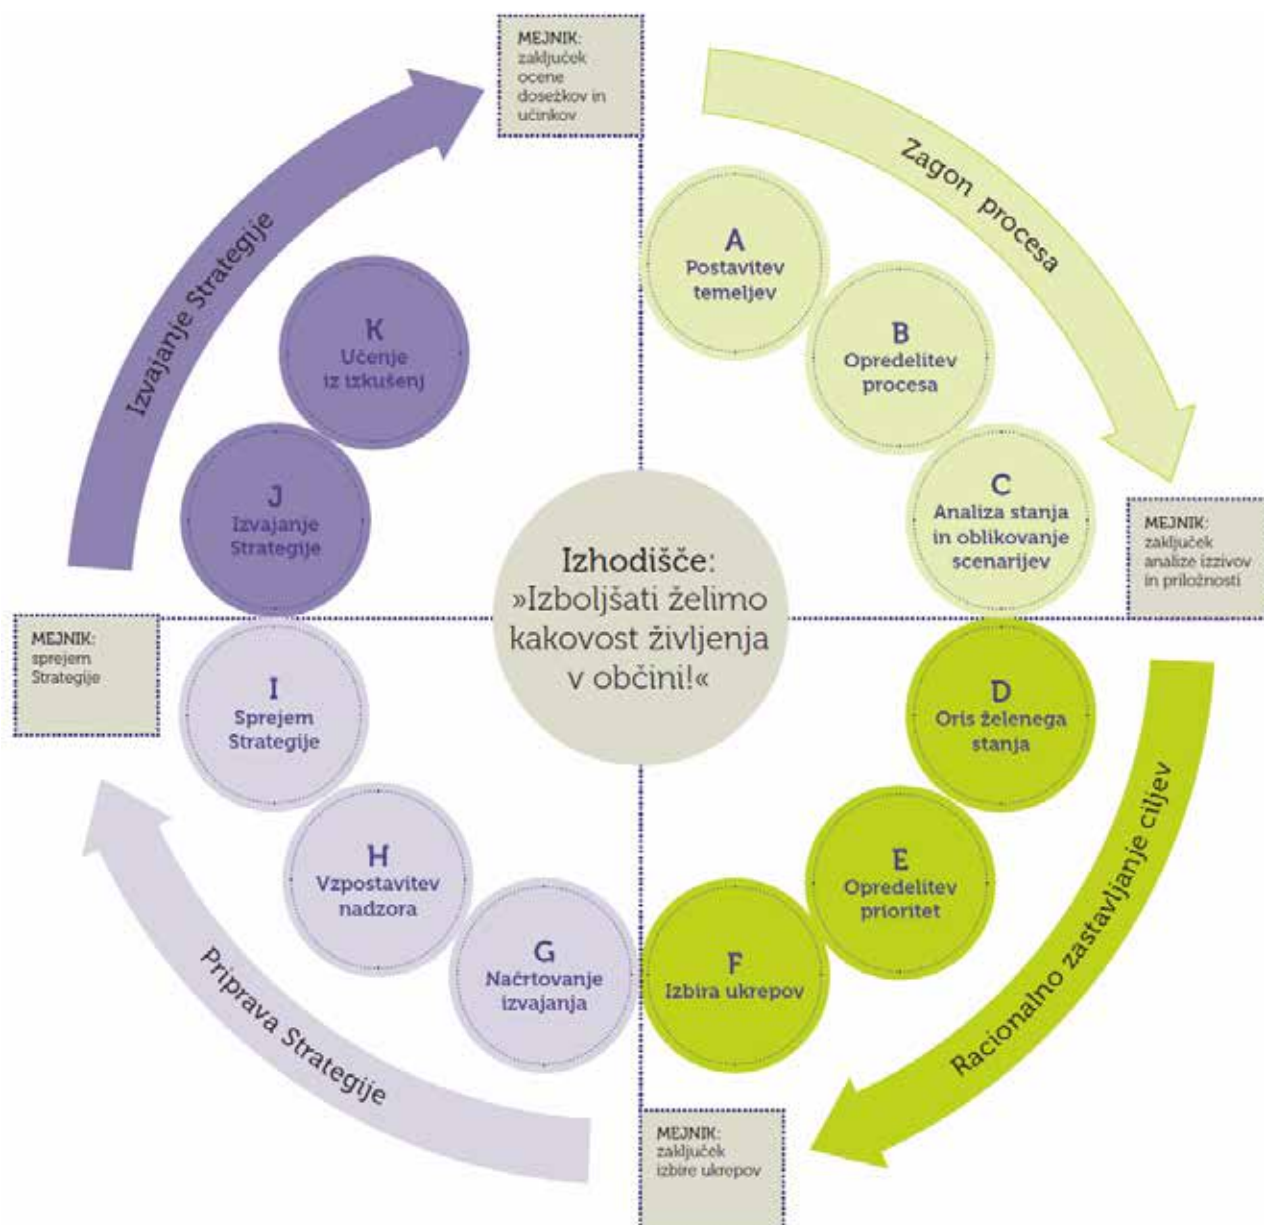 MEJNIK:
zaključek
ocene
dosežkov in
učinkov
Zagon procesa
A
Postavitev
temeljev
B
Opredelitev
procesa
C
Analiza stanja
in oblikovanje
scenarijev
MEJNIK:
zaključek
analize izzivov
in priložnosti
Izhodišče:
»Izboljšati želimo
kakovost življenja
v občini!«
D
Oris želenega
stanja
E
Opredelitev
prioritet
F
Izbira ukrepov
Racionalno zastavljanje ciljev
MEJNIK:
zaključek
izbire ukrepov
G
Načrtovanje
izvajanja
H
Vzpostavitev
nadzora
I
Sprejem
Strategije
Priprava Strategije
MEJNIK:
sprejem
Strategije
J
Izvajanje
Strategije
K
Učenje
iz izkušenj
Izvajanje Strategije